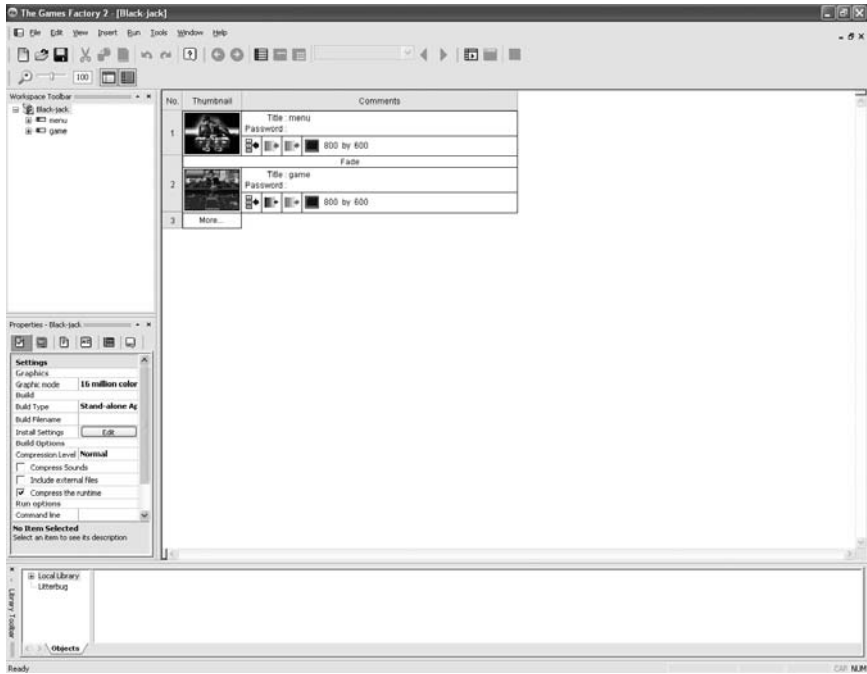 The Games Factory 2 - [Black-jack]
File Edit View Insert Run Tools Window Help
100
Workspace Toolbar
Black-jack
menu
game
No. Thumbnail Comments
1
Title : menu
Password :
800 by 600
Fade
2
Title : game
Password :
800 by 600
3 More...
Properties - Black-jack
Settings
Graphics
Graphic mode 16 million color
Build
Build Type Stand-alone Ap
Build Filename
Install Settings Edit
Build Options
Compression Level Normal
Compress Sounds
Include external files
Compress the runtime
Run options
Command line
No Item Selected
Select an item to see its description
Library Toolbar
Local Library
Litterbug
Objects
Ready
CAP NUM